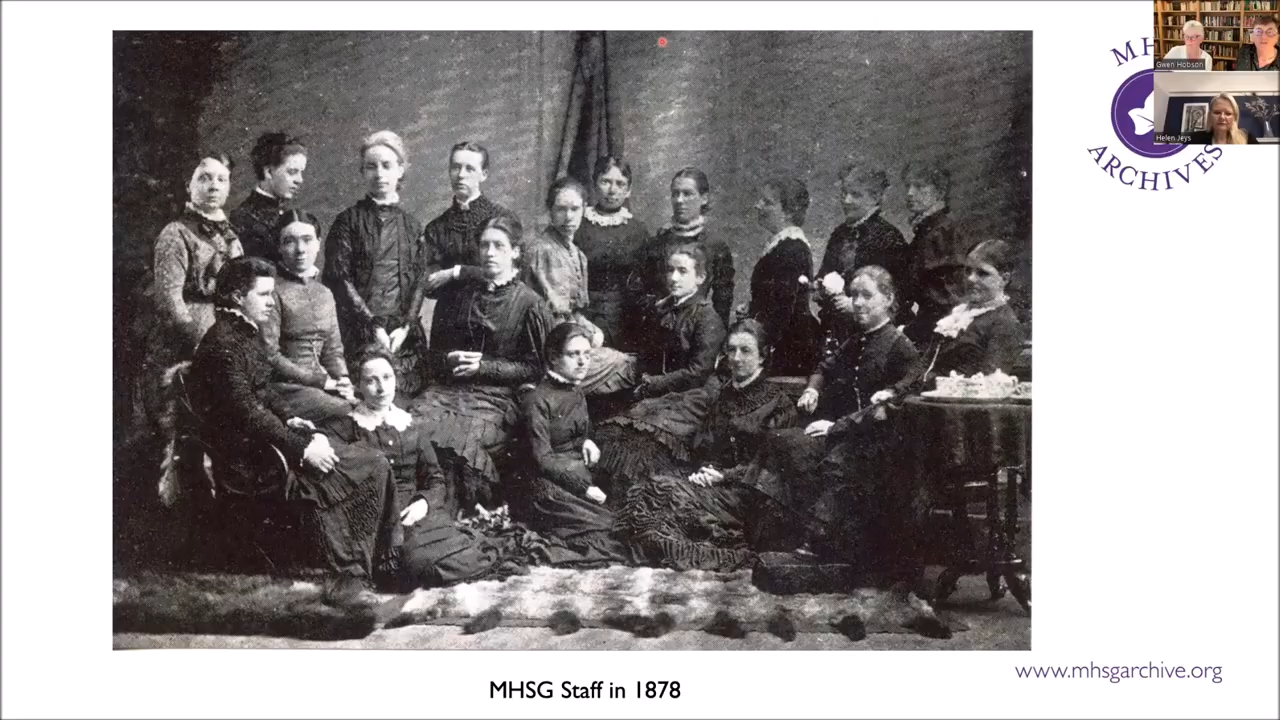 MH
ARCHIVES
Gwen Hobson
Helen Jeys
www.mhsgarchive.org
MHSG Staff in 1878